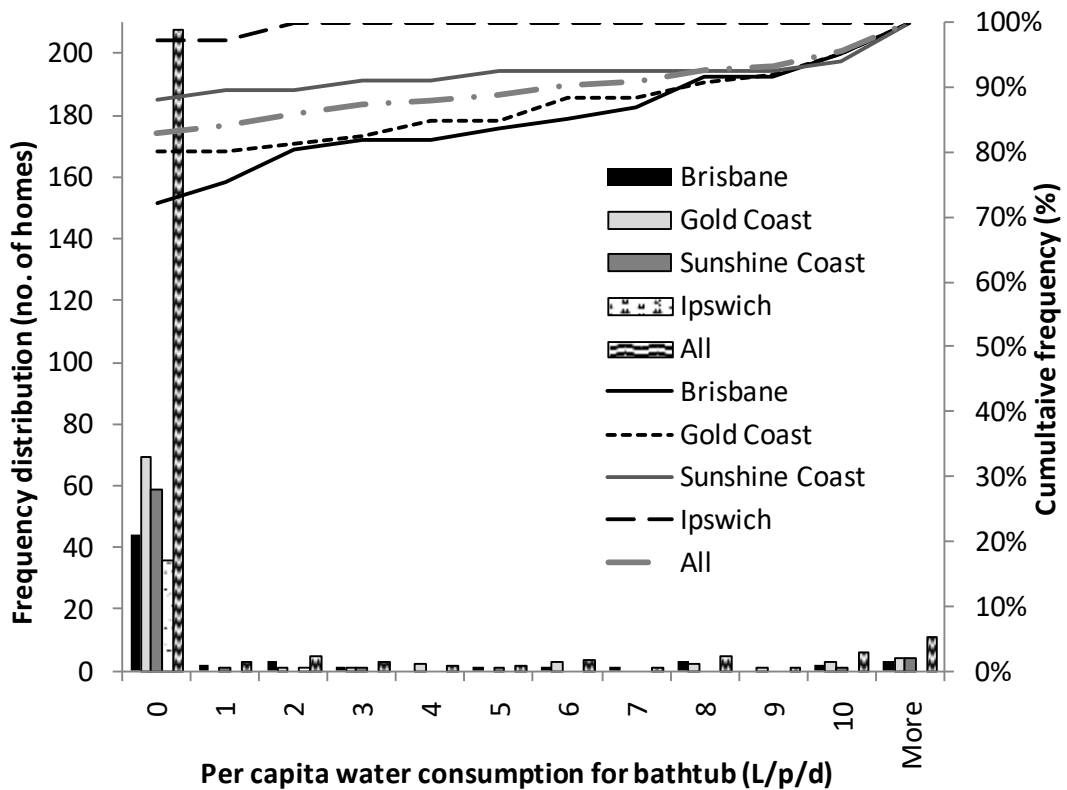 Frequency distribution (no. of homes)
200
180
160
140
120
100
80
60
40
20
0
100%
90%
80%
70%
60%
50%
40%
30%
20%
10%
0%
Cumultaive frequency (%)
Brisbane
Gold Coast
Sunshine Coast
Ipswich
All
Brisbane
Gold Coast
Sunshine Coast
Ipswich
All
0 1 2 3 4 5 6 7 8 9 10 More
Per capita water consumption for bathtub (L/p/d)